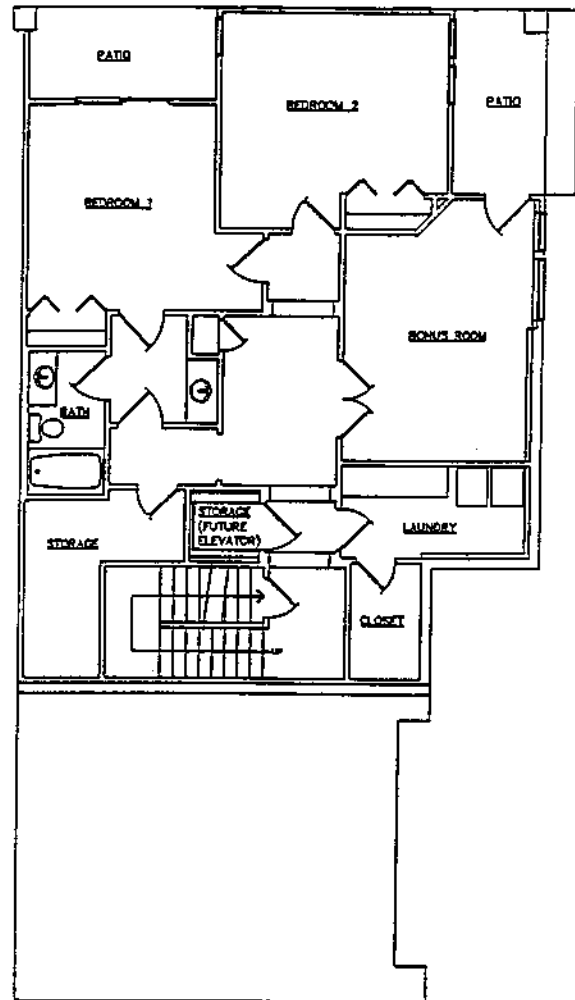 PATIO
BEDROOM 2
PATIO
BEDROOM 1
BONUS ROOM
BATH
STORAGE
(FUTURE
ELEVATOR)
LAUNDRY
STORAGE
CLOSET
UP